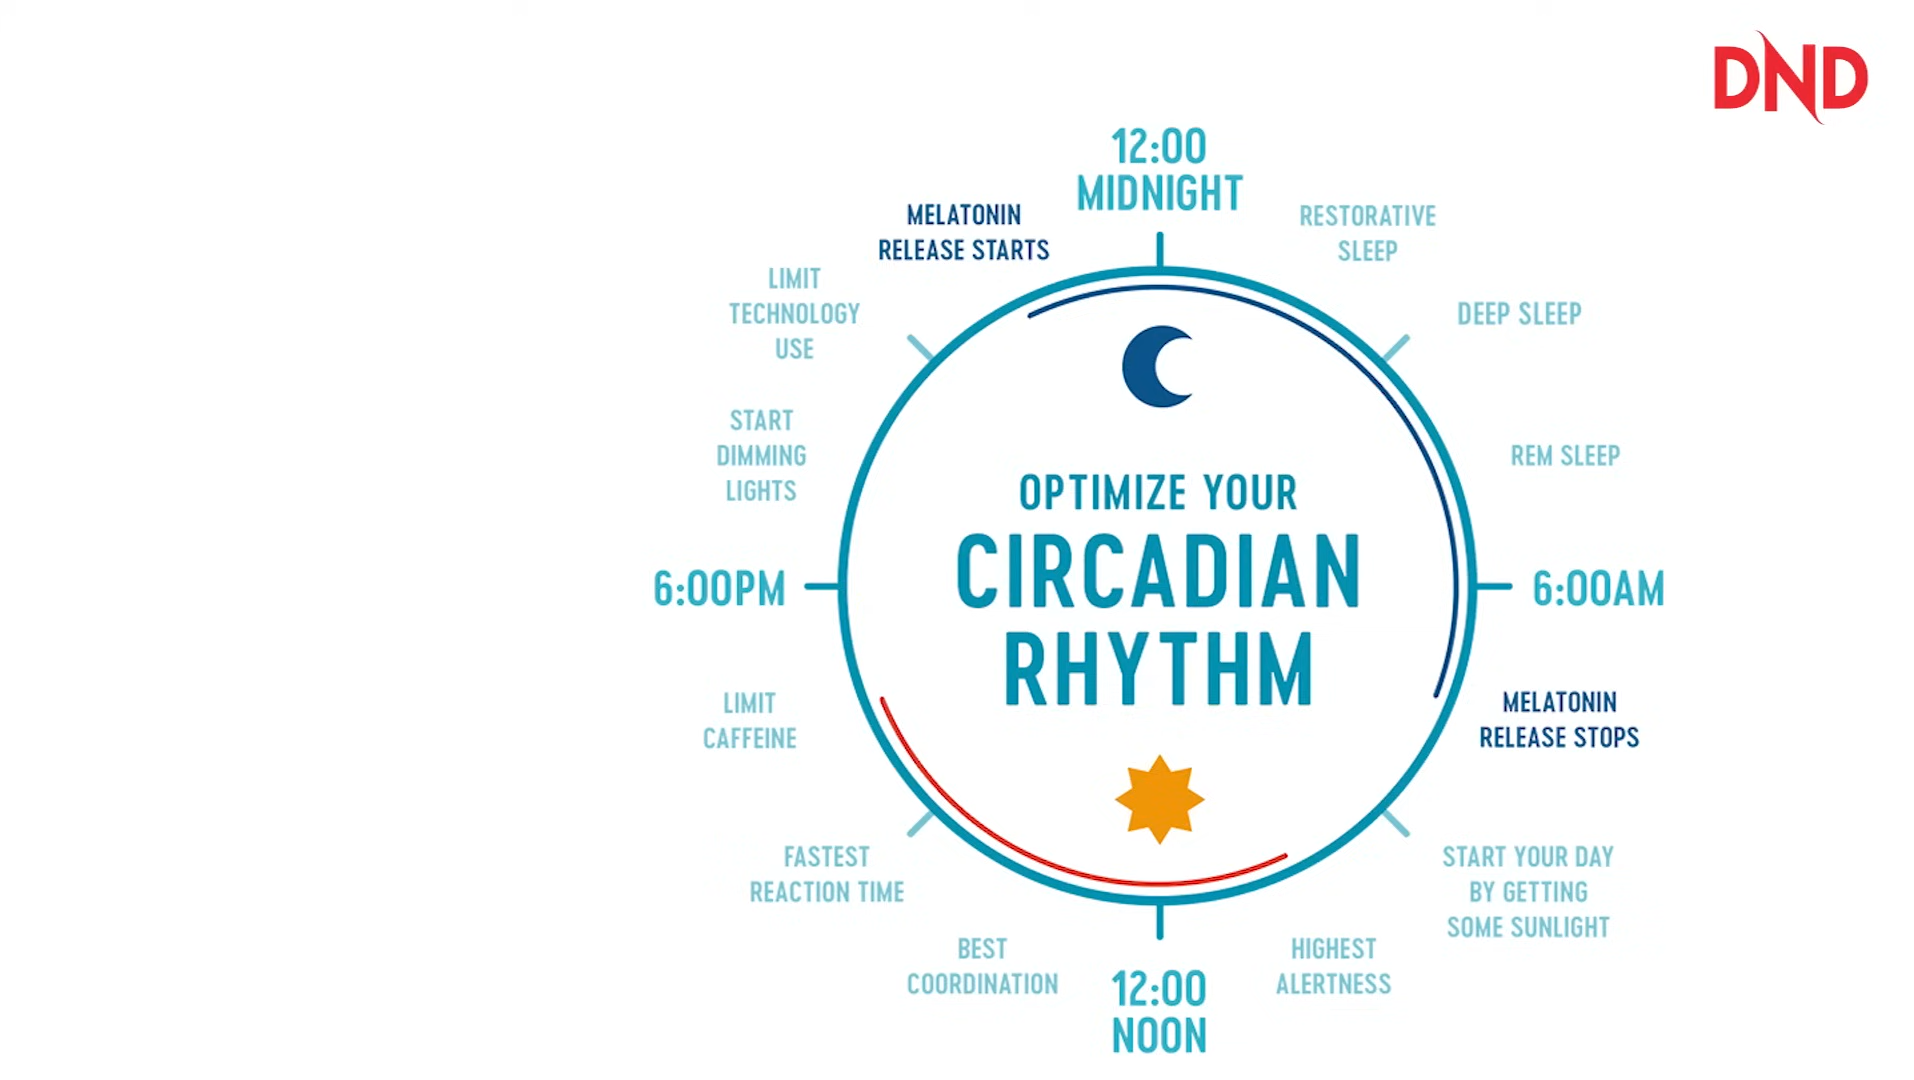 DND
12:00
MIDNIGHT
MELATONIN
RELEASE STARTS
RESTORATIVE
SLEEP
LIMIT
TECHNOLOGY
USE
DEEP SLEEP
START
DIMMING
LIGHTS
REM SLEEP
OPTIMIZE YOUR
CIRCADIAN
RHYTHM
6:00PM
6:00AM
LIMIT
CAFFEINE
MELATONIN
RELEASE STOPS
FASTEST
REACTION TIME
START YOUR DAY
BY GETTING
SOME SUNLIGHT
BEST
COORDINATION
HIGHEST
ALERTNESS
12:00
NOON